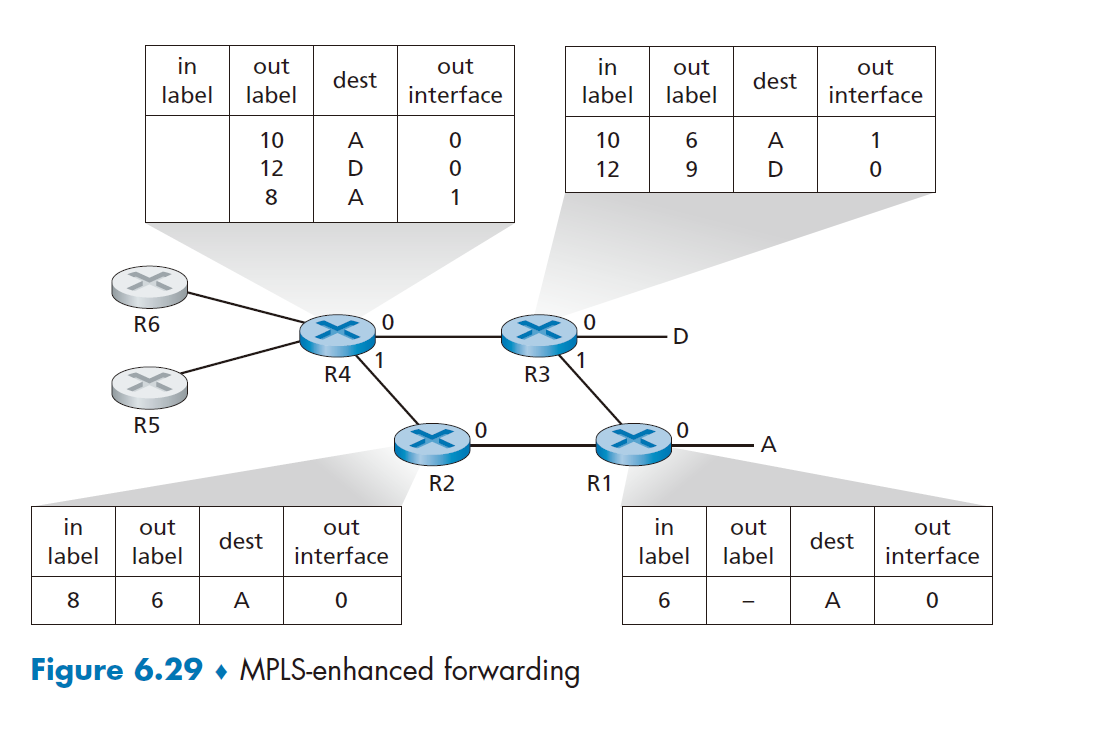 in label out label dest out interface
10 A 0
12 D 0
8 A 1
in label out label dest out interface
10 6 A 1
12 9 D 0
R6
R5
0
1
R4
0
1
R3
D
0
R2
0
R1
A
in label out label dest out interface
8 6 A 0
in label out label dest out interface
6 – A 0
Figure 6.29 ♦ MPLS-enhanced forwarding